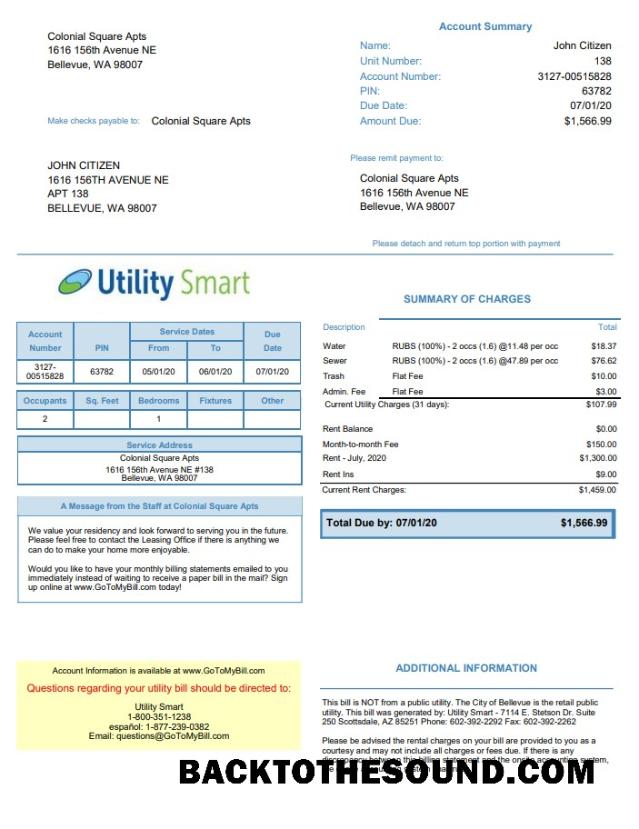 Colonial Square Apts
1616 156th Avenue NE
Bellevue, WA 98007
Account Summary
Name: John Citizen
Unit Number: 138
Account Number: 3127-00515828
PIN: 63782
Due Date: 07/01/20
Amount Due: $1,566.99
Make checks payable to: Colonial Square Apts
JOHN CITIZEN
1616 156TH AVENUE NE
APT 138
BELLEVUE, WA 98007
Please remit payment to:
Colonial Square Apts
1616 156th Avenue NE
Bellevue, WA 98007
Please detach and return top portion with payment
Utility Smart
Account Number PIN Service Dates From To Due Date
3127-00515828 63782 05/01/20 06/01/20 07/01/20
Occupants Sq. Feet Bedrooms Fixtures Other
2 1
Service Address
Colonial Square Apts
1616 156th Avenue NE #138
Bellevue, WA 98007
A Message from the Staff at Colonial Square Apts
We value your residency and look forward to serving you in the future.
Please feel free to contact the Leasing Office if there is anything we
can do to make your home more enjoyable.
Would you like to have your monthly billing statements emailed to you
immediately instead of waiting to receive a paper bill in the mail? Sign
up online at www.GoToMyBill.com today!
SUMMARY OF CHARGES
Description Total
Water RUBS (100%) - 2 occs (1.6) @11.48 per occ $18.37
Sewer RUBS (100%) - 2 occs (1.6) @47.89 per occ $76.62
Trash Flat Fee $10.00
Admin. Fee Flat Fee $3.00
Current Utility Charges (31 days): $107.99
Rent Balance $0.00
Month-to-month Fee $150.00
Rent - July, 2020 $1,300.00
Rent Ins $9.00
Current Rent Charges: $1,459.00
Total Due by: 07/01/20 $1,566.99
Account Information is available at www.GoToMyBill.com
Questions regarding your utility bill should be directed to:
Utility Smart
1-800-351-1238
español: 1-877-239-0382
Email: questions@GoToMyBill.com
ADDITIONAL INFORMATION
This bill is NOT from a public utility. The City of Bellevue is the retail public
utility. This bill was generated by: Utility Smart - 7114 E. Stetson Dr. Suite
250 Scottsdale, AZ 85251 Phone: 602-392-2292 Fax: 602-392-2262
Please be advised the rental charges on your bill are provided to you as a
courtesy and may not include all charges or fees due. If there is any
discrepancy between this billing statement and the onsite accounting system,
BACKTOTHESOUND.COM